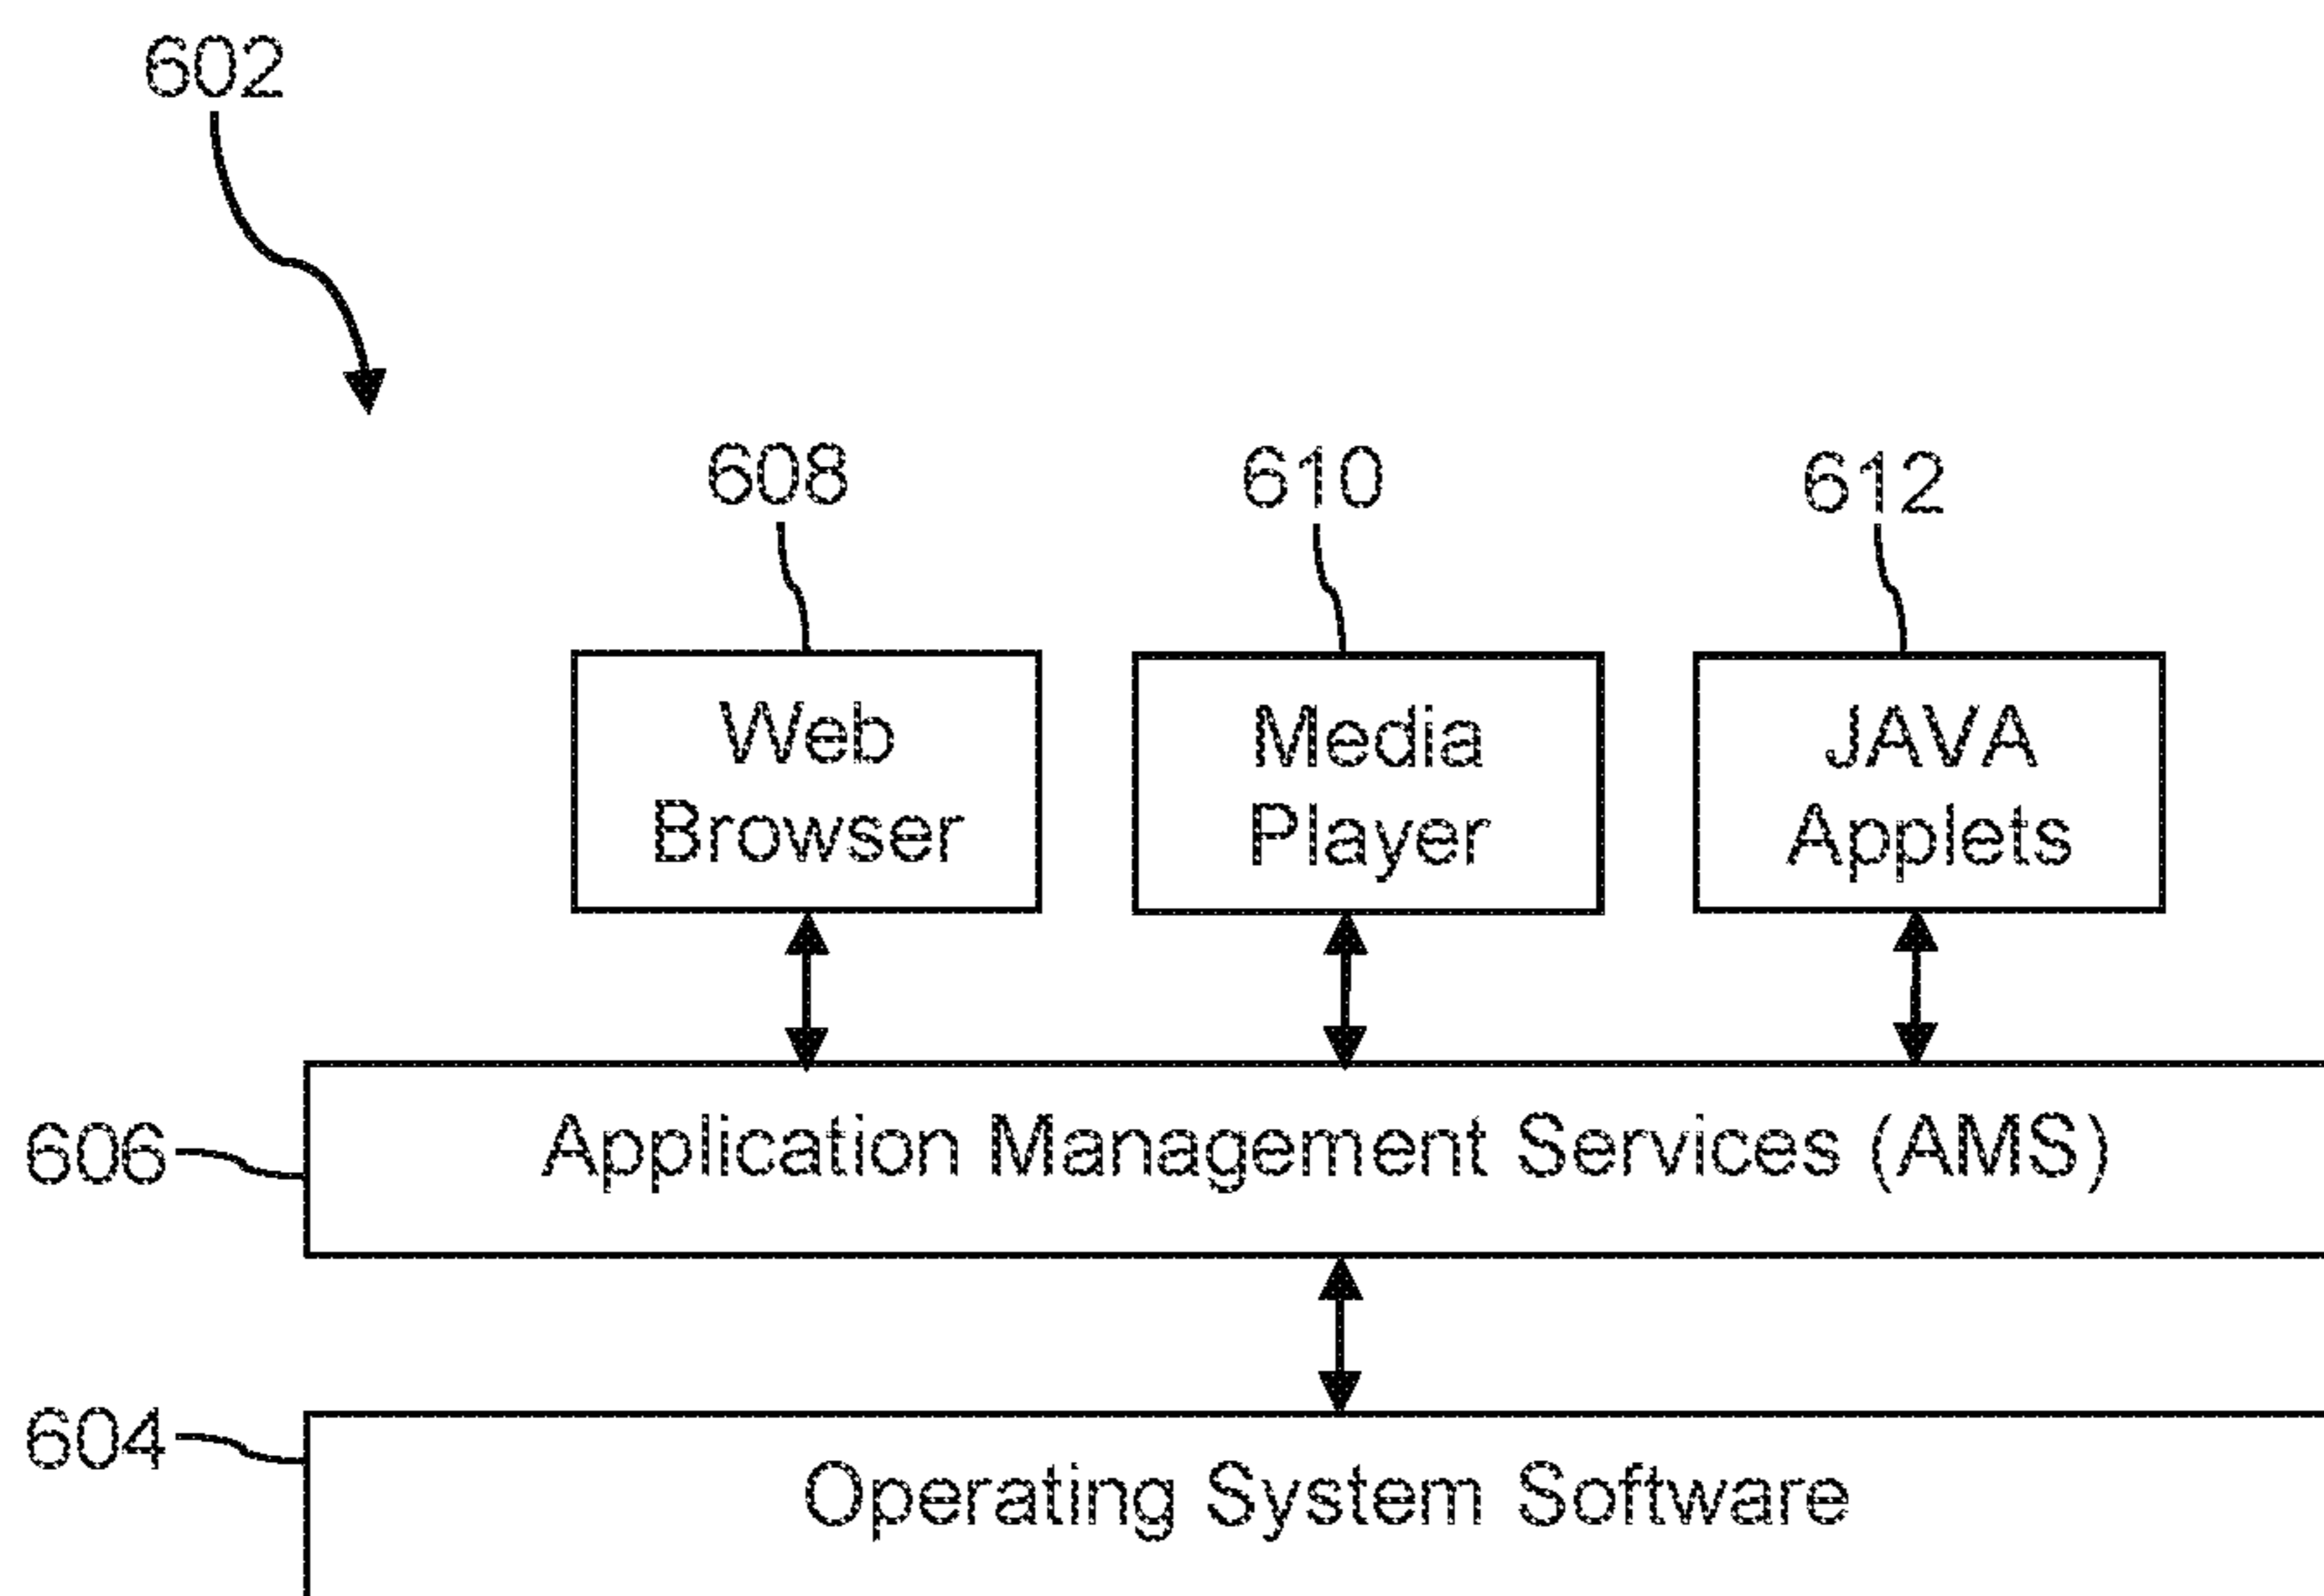 602
608
610
612
Web
Browser
Media
Player
JAVA
Applets
606
Application Management Services (AMS)
604
Operating System Software